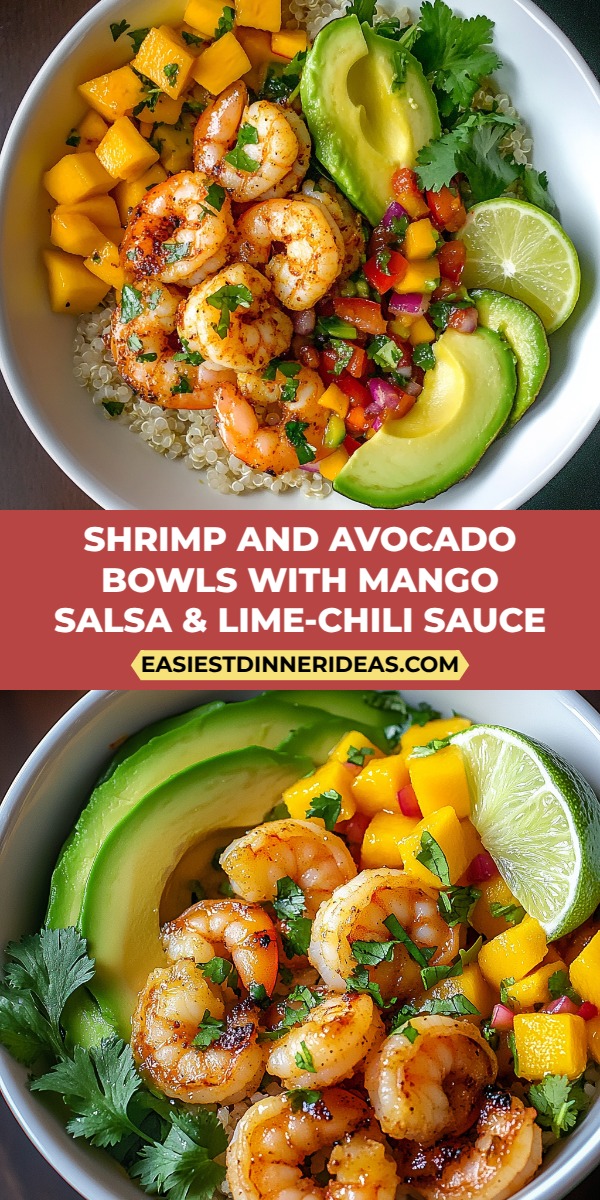 SHRIMP AND AVOCADO
BOWLS WITH MANGO
SALSA & LIME-CHILI SAUCE
EASIESTDINNERIDEAS.COM